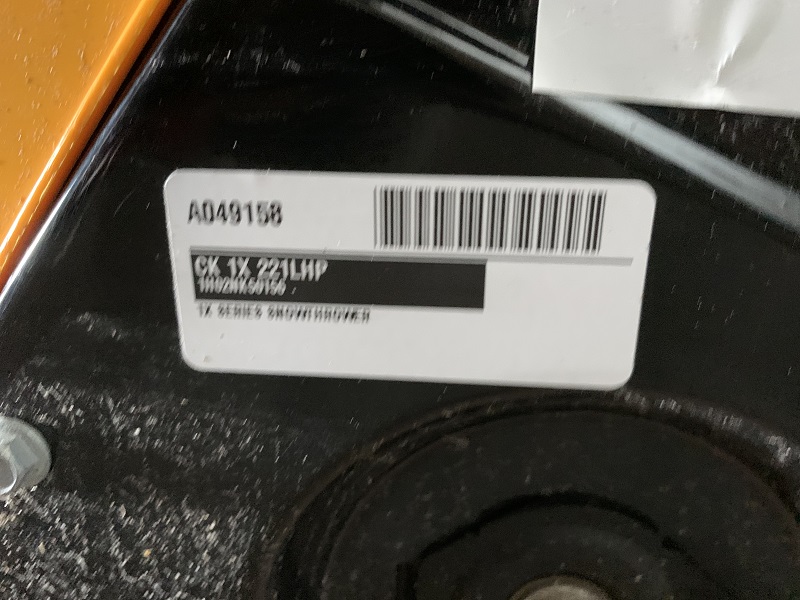 A049158
CK 1X 221LHP
1X SERIES SNOWTHROWER